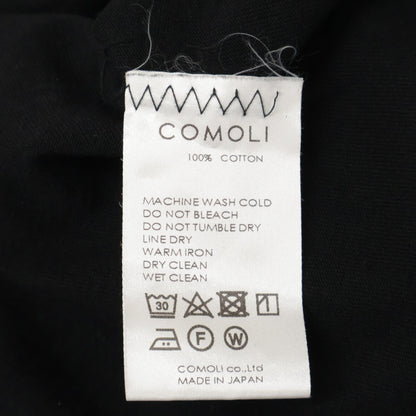 COMOLI
100% COTTON
MACHINE WASH COLD
DO NOT BLEACH
DO NOT TUMBLE DRY
LINE DRY
WARM IRON
DRY CLEAN
WET CLEAN
30
F W
COMOLI co.,Ltd
MADE IN JAPAN